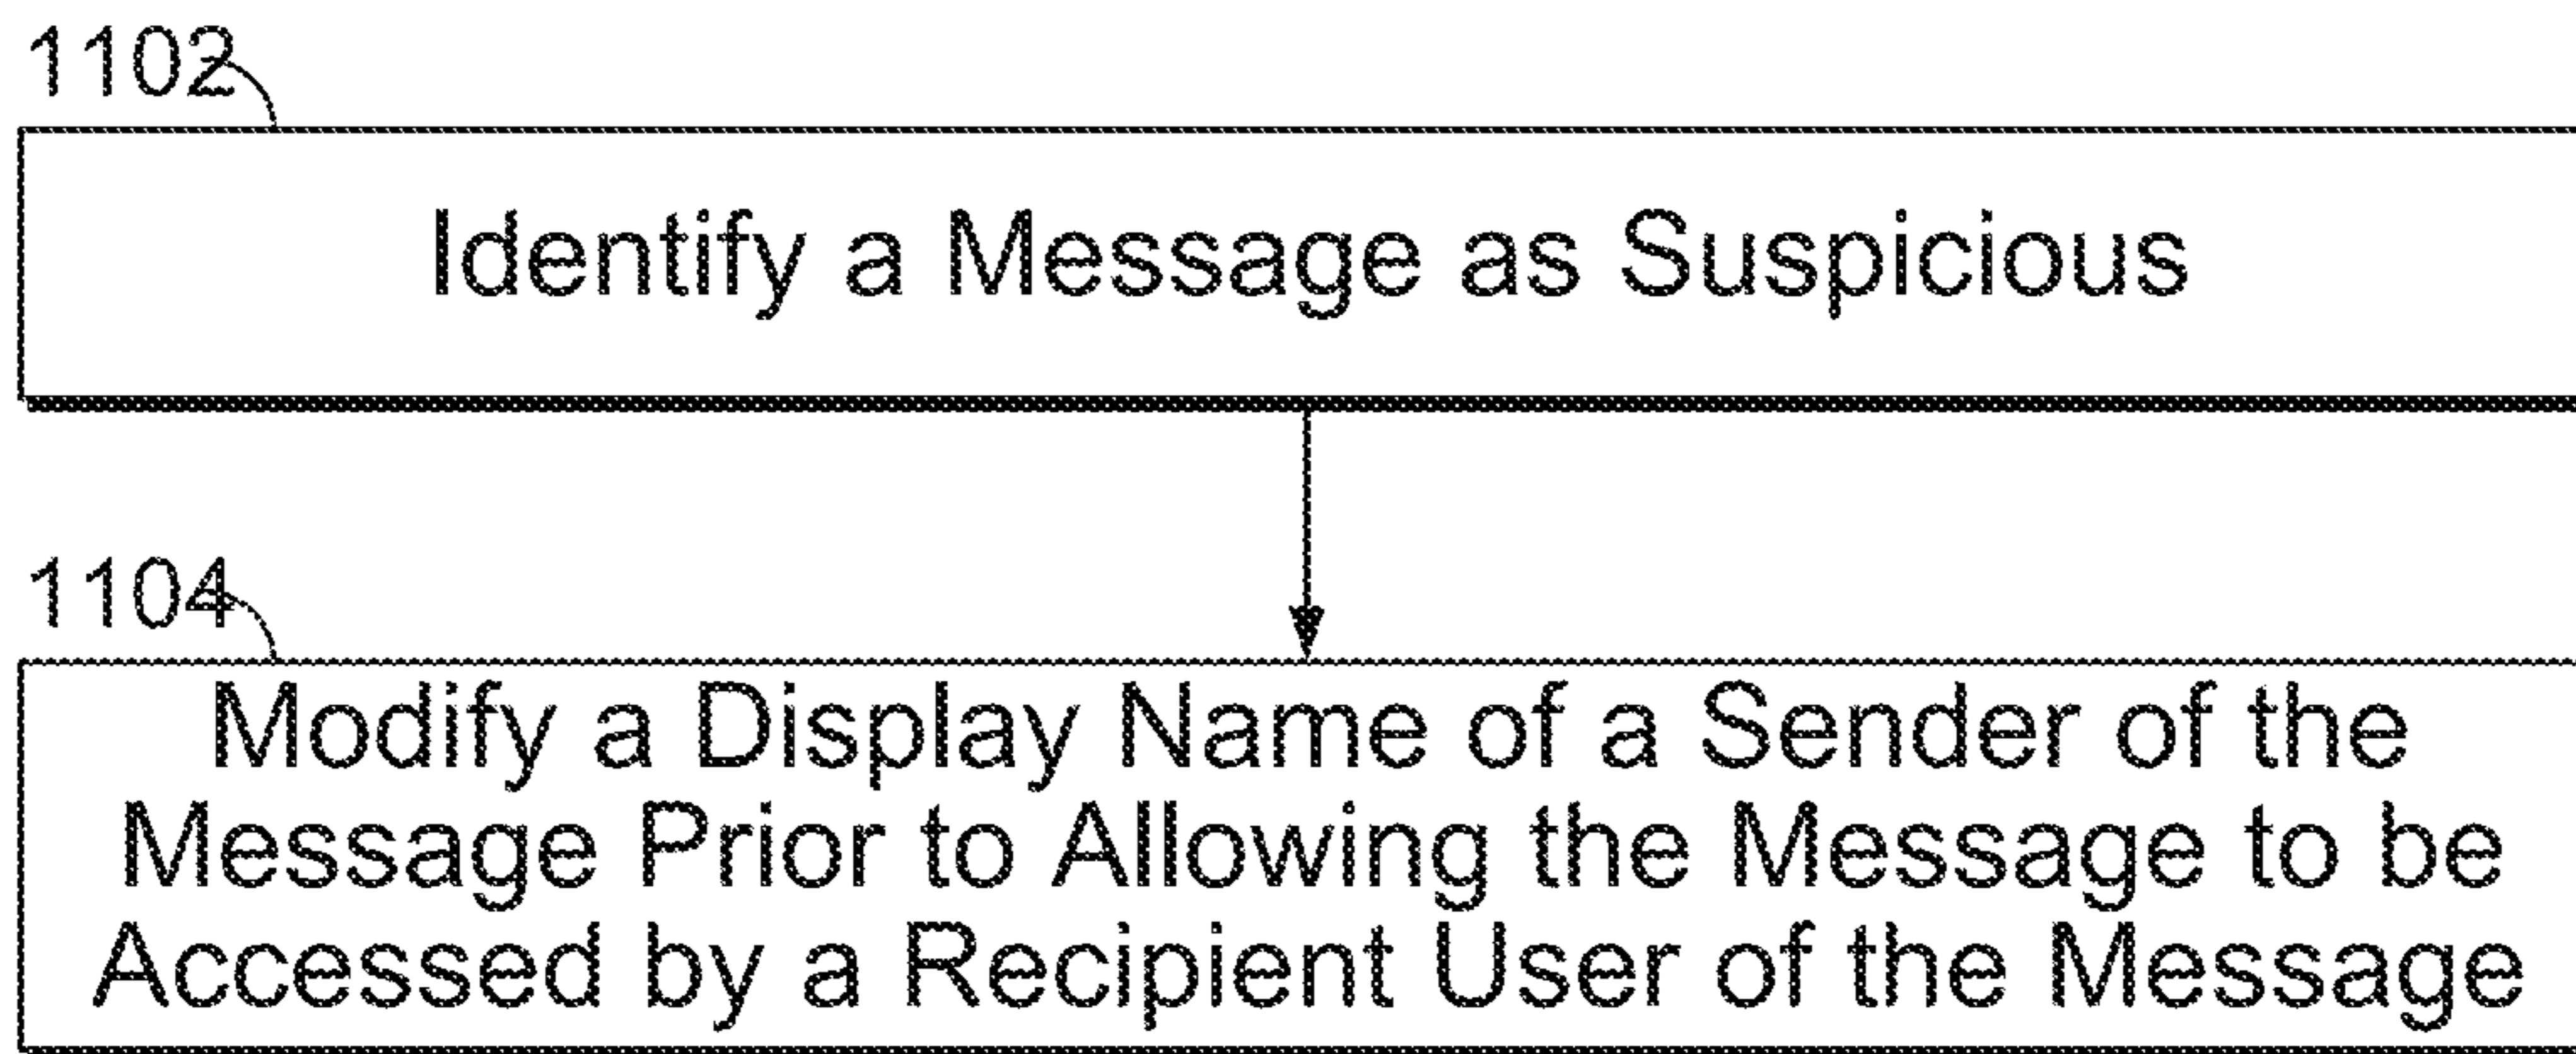 1102
Identify a Message as Suspicious
1104
Modify a Display Name of a Sender of the
Message Prior to Allowing the Message to be
Accessed by a Recipient User of the Message